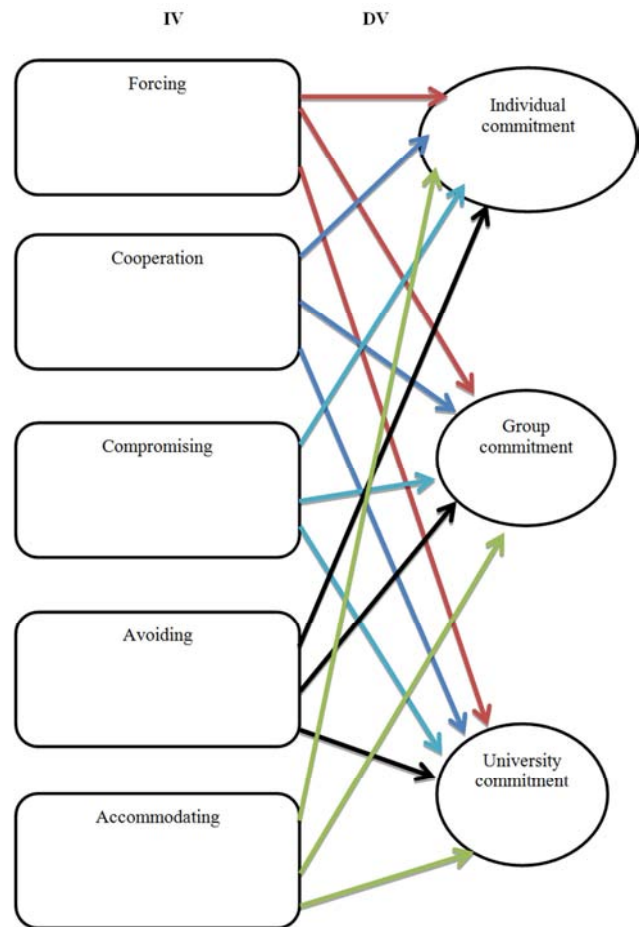 IV
DV
Forcing
Cooperation
Compromising
Avoiding
Accommodating
Individual
commitment
Group
commitment
University
commitment